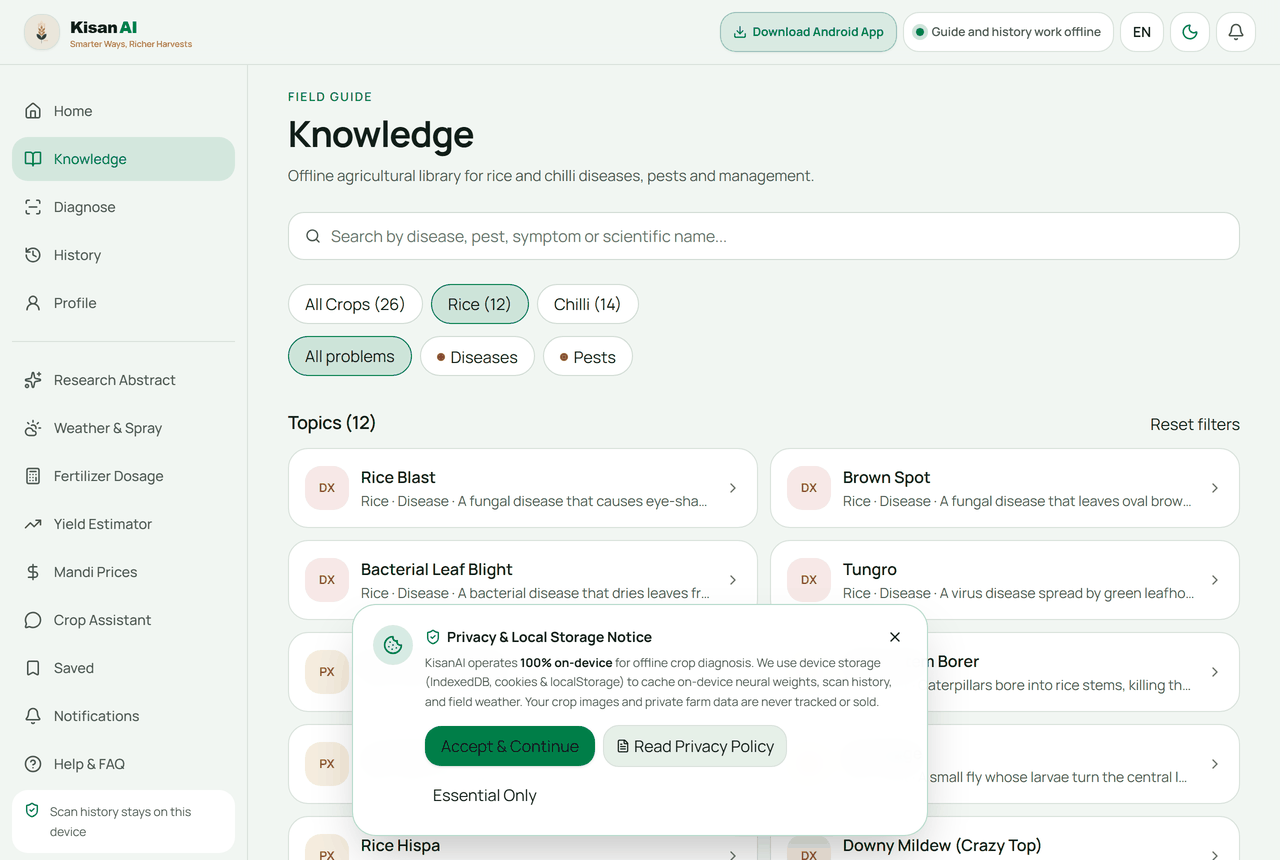 KisanAI
Smarter Ways, Richer Harvests
Download Android App
Guide and history work offline
EN
Home
Knowledge
Diagnose
History
Profile
Research Abstract
Weather & Spray
Fertilizer Dosage
Yield Estimator
Mandi Prices
Crop Assistant
Saved
Notifications
Help & FAQ
Scan history stays on this
device
FIELD GUIDE
Knowledge
Offline agricultural library for rice and chilli diseases, pests and management.
Search by disease, pest, symptom or scientific name...
All Crops (26)
Rice (12)
Chilli (14)
All problems
Diseases
Pests
Topics (12)
Reset filters
DX
Rice Blast
Rice · Disease · A fungal disease that causes eye-sha...
DX
Brown Spot
Rice · Disease · A fungal disease that leaves oval brow...
DX
Bacterial Leaf Blight
Rice · Disease · A bacterial disease that dries leaves fr...
DX
Tungro
Rice · Disease · A virus disease spread by green leafho...
PX
Borer
aterpillars bore into rice stems, killing th...
PX
small fly whose larvae turn the central l...
PX
Rice Hispa
DX
Downy Mildew (Crazy Top)
Privacy & Local Storage Notice
KisanAI operates 100% on-device for offline crop diagnosis. We use device storage
(IndexedDB, cookies & localStorage) to cache on-device neural weights, scan history,
and field weather. Your crop images and private farm data are never tracked or sold.
Accept & Continue
Read Privacy Policy
Essential Only